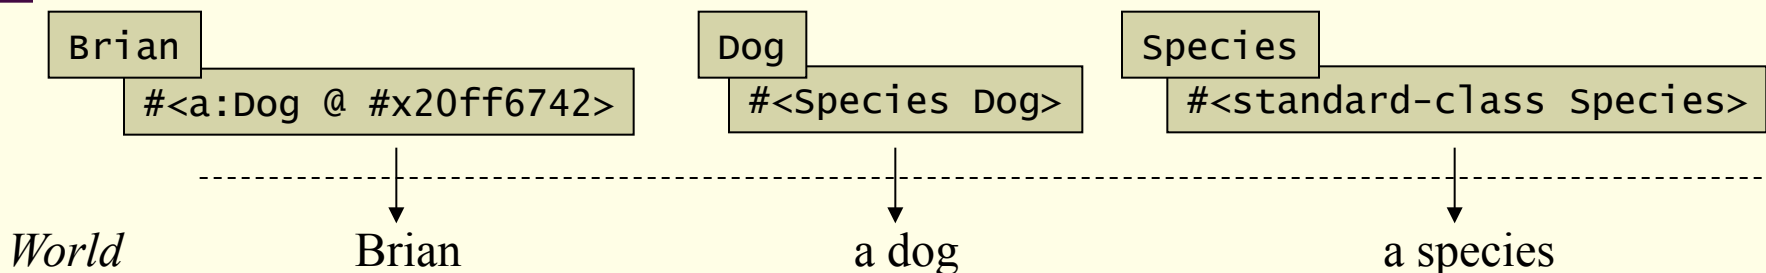 Brian Dog Species
#<a:Dog @ #x20ff6742> #<Species Dog> #<standard-class Species>
World Brian a dog a species